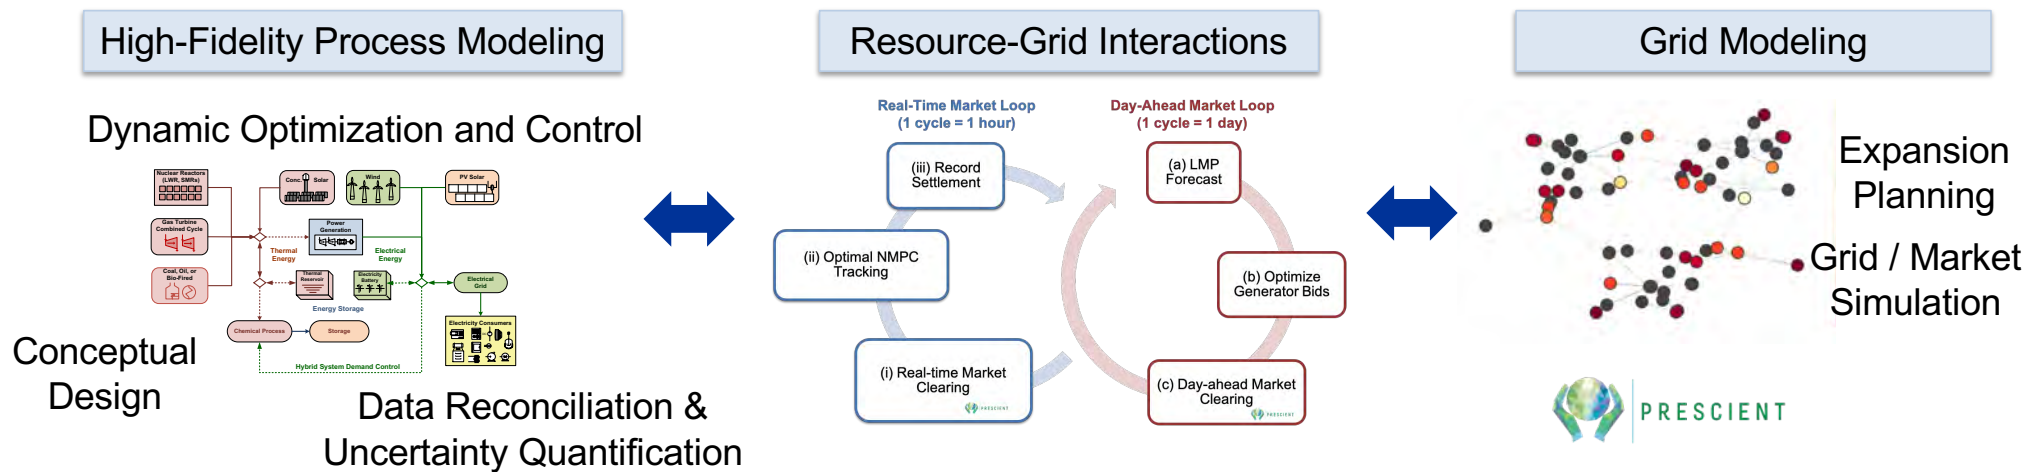 High-Fidelity Process Modeling
Dynamic Optimization and Control
Nuclear Reactors
(LWR, SMRs)
Conc. Solar
Wind
PV Solar
Gas Turbine
Combined Cycle
Power
Generation
Thermal
Energy
Electrical
Energy
Coal, Oil, or
Bio-Fired
Thermal
Reservoir
Electricity
Battery
Electrical
Grid
Energy Storage
Chemical Process
Storage
Electricity Consumers
Hybrid System Demand Control
Conceptual
Design
Data Reconciliation &
Uncertainty Quantification
Resource-Grid Interactions
Real-Time Market Loop
(1 cycle = 1 hour)
Day-Ahead Market Loop
(1 cycle = 1 day)
(iii) Record
Settlement
(a) LMP
Forecast
(ii) Optimal NMPC
Tracking
(b) Optimize
Generator Bids
(i) Real-time Market
Clearing
PRESCIENT
(c) Day-ahead Market
Clearing
PRESCIENT
Grid Modeling
Expansion
Planning
Grid / Market
Simulation
PRESCIENT